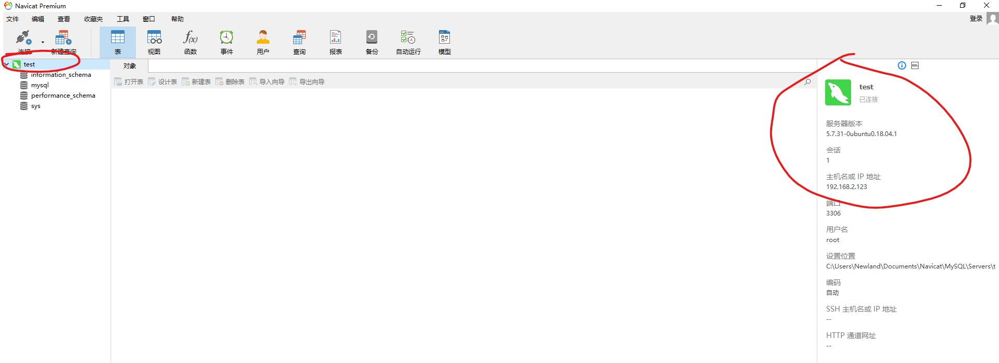 Navicat Premium
文件 编辑 查看 收藏夹 工具 窗口 帮助 登录
连接 新建查询 表 视图 函数 事件 用户 查询 报表 备份 自动运行 模型
test
information_schema
mysql
performance_schema
sys
对象
打开表 设计表 新建表 删除表 导入向导 导出向导
test
已连接
服务器版本
5.7.31-0ubuntu0.18.04.1
会话
1
主机名或 IP 地址
192.168.2.123
端口
3306
用户名
root
设置位置
C:\Users\Newland\Documents\Navicat\MySQL\Servers\t
编码
自动
SSH 主机名或 IP 地址
--
HTTP 通道网址
--